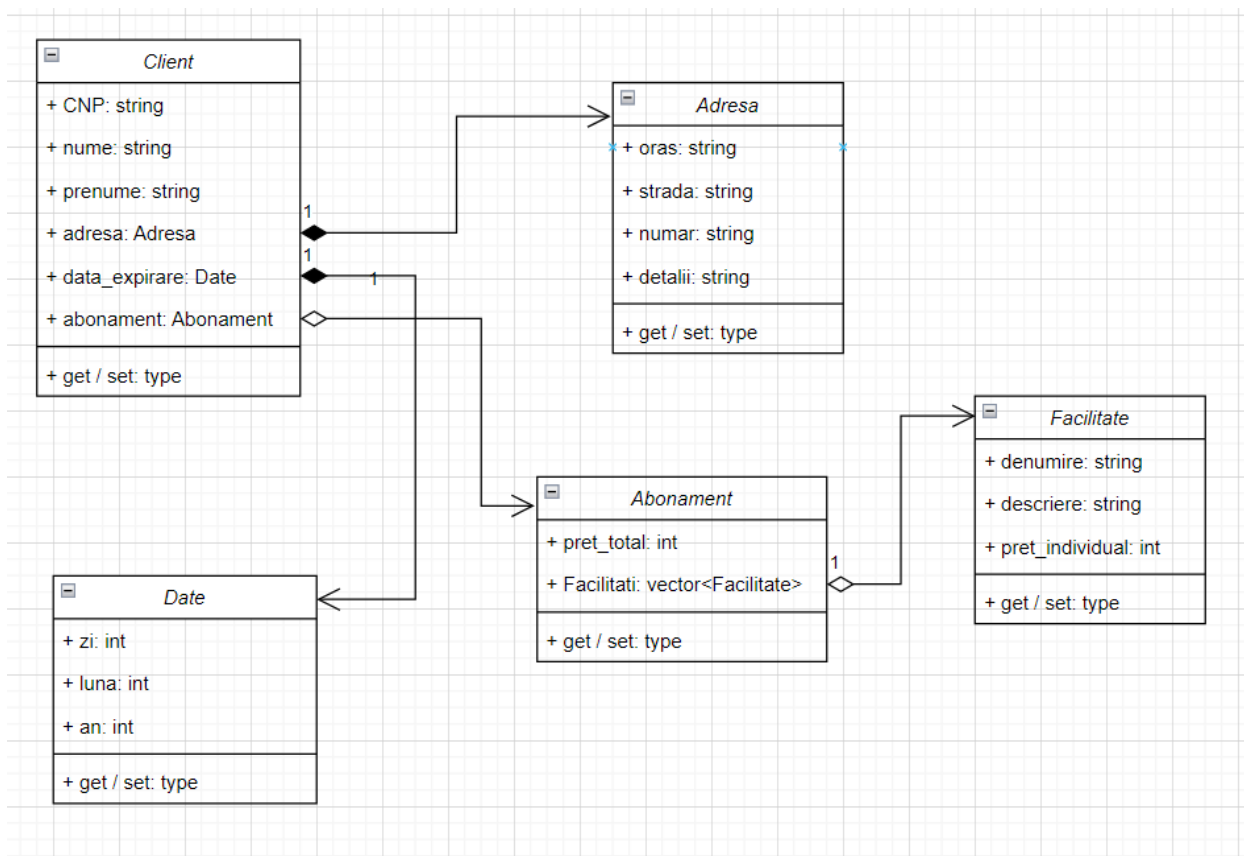 Client
+ CNP: string
+ nume: string
+ prenume: string
+ adresa: Adresa
+ data_expirare: Date
+ abonament: Abonament
+ get / set: type
1
1
1
Adresa
+ oras: string
+ strada: string
+ numar: string
+ detalii: string
+ get / set: type
Facilitate
+ denumire: string
+ descriere: string
+ pret_individual: int
+ get / set: type
Abonament
+ pret_total: int
+ Facilitati: vector<Facilitate>
+ get / set: type
1
Date
+ zi: int
+ luna: int
+ an: int
+ get / set: type